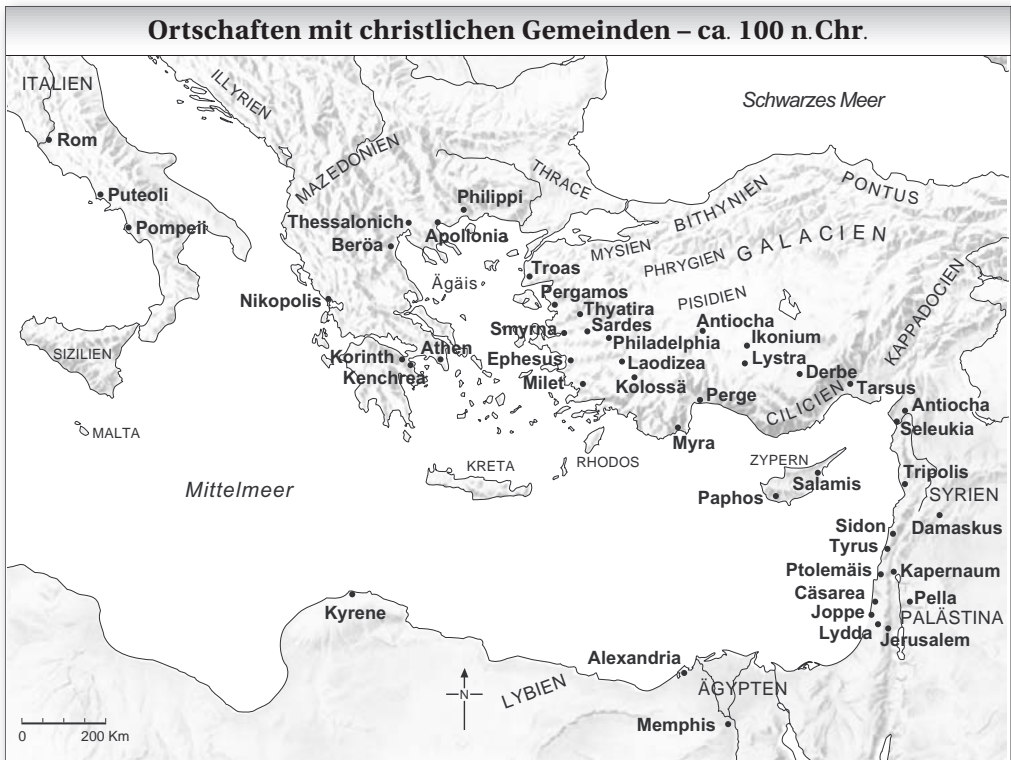 Ortschaften mit christlichen Gemeinden – ca. 100 n.Chr.
ITALIEN
ILLYRIEN
Schwarzes Meer
Rom
MAZEDONIEN
THRACE
BITHYNIEN
PONTUS
Puteoli
Philippi
Pompeii
Thessalonich
Apollonia
Beröa
MYSIEN
GALACIEN
PHRYGIEN
Troas
Ägäis
KAPPADOCIEN
Nikopolis
Pergamos
PISIDIEN
Thyatira
Smyrna
Sardes
Antiocha
Philadelphia
Ikonium
SIZILIEN
Korinth
Athen
Ephesus
Laodizea
Lystra
Kenchrea
Milet
Kolossä
Derbe
Perge
CILICIEN
Tarsus
Antiocha
Seleukia
MALTA
Myra
KRETA
RHODOS
ZYPERN
Tripolis
Mittelmeer
Salamis
Paphos
SYRIEN
Sidon
Damaskus
Tyrus
Ptolemäis
Kapernaum
Cäsarea
Pella
Kyrene
Joppe
PALÄSTINA
Lydda
Jerusalem
Alexandria
N
LYBIEN
ÄGYPTEN
Memphis
0 200 Km